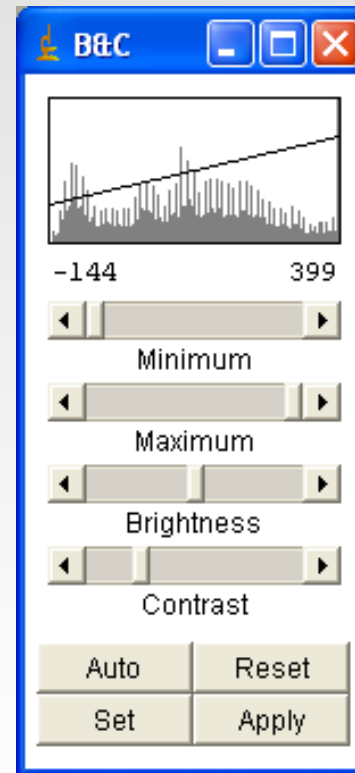 B&C
-144 399
Minimum
Maximum
Brightness
Contrast
Auto Reset
Set Apply